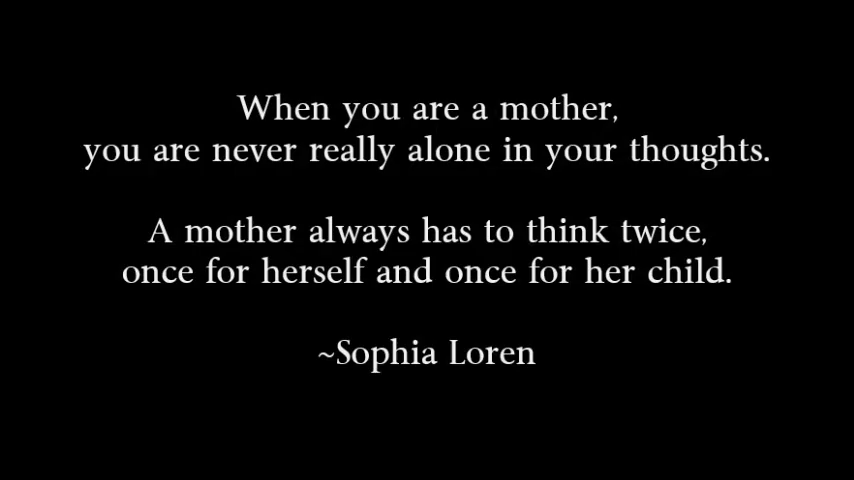 When you are a mother,
you are never really alone in your thoughts.
A mother always has to think twice,
once for herself and once for her child.
~Sophia Loren